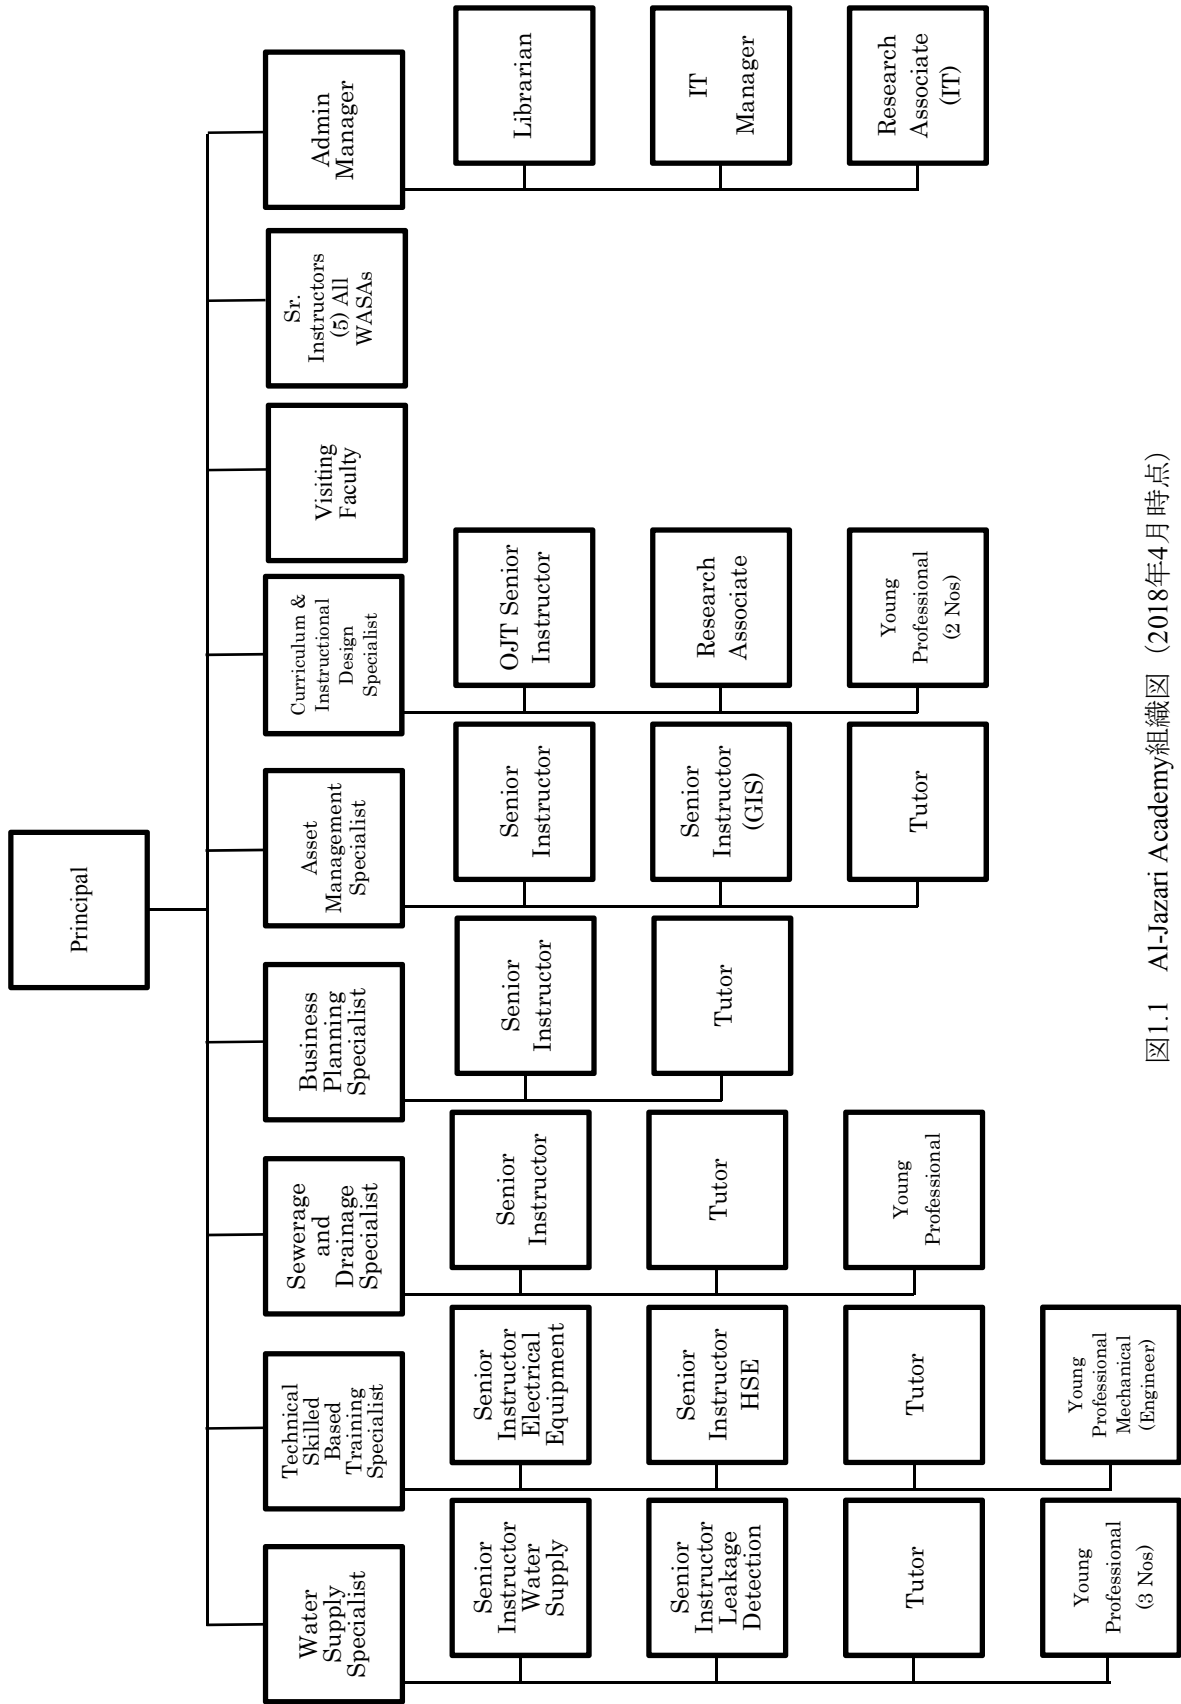 Principal
Water
Supply
Specialist
Technical
Skilled
Based
Training
Specialist
Sewerage
and
Drainage
Specialist
Business
Planning
Specialist
Asset
Management
Specialist
Curriculum &
Instructional
Design
Specialist
Visiting
Faculty
Sr.
Instructors
(5) All
WASAs
Admin
Manager
Senior
Instructor
Water
Supply
Senior
Instructor
Leakage
Detection
Tutor
Young
Professional
(3 Nos)
Senior
Instructor
Electrical
Equipment
Senior
Instructor
HSE
Tutor
Young
Professional
Mechanical
(Engineer)
Senior
Instructor
Tutor
Young
Professional
Senior
Instructor
Tutor
Senior
Instructor
Senior
Instructor
(GIS)
Tutor
OJT Senior
Instructor
Research
Associate
Young
Professional
(2 Nos)
Librarian
IT
Manager
Research
Associate
(IT)
図1.1 Al-Jazari Academy組織図（2018年4月時点）